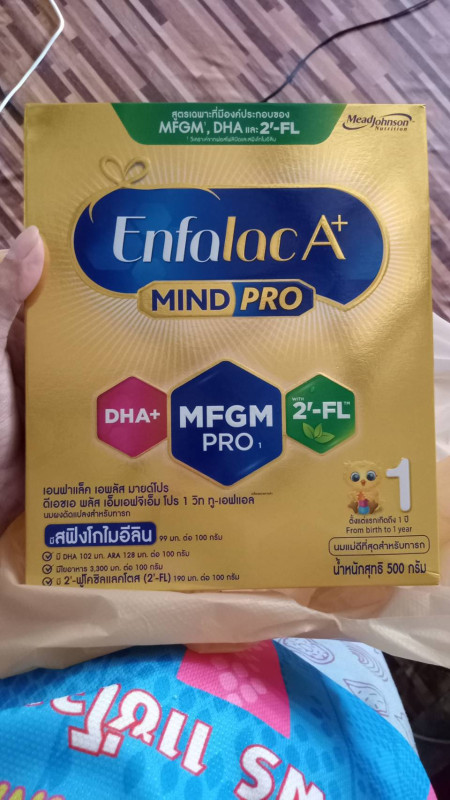 สูตรเฉพาะที่มีองค์ประกอบของ
MFGM, DHA และ 2'-FL
MeadJohnson
Nutrition
Enfalac A+
MIND PRO
DHA+
MFGM
PRO 1
WITH
2'-FL™
เอนฟาแล็ค เอพลัส มายด์โปร
ดีเอชเอ พลัส เอ็มเอฟจีเอ็ม โปร 1 วิท ทู-เอฟแอล
นมผงดัดแปลงสำหรับทารก
มีสฟิงโกไมอีลิน 99 มก. ต่อ 100 กรัม
มี DHA 102 มก. ARA 128 มก. ต่อ 100 กรัม
มีใยอาหาร 3,300 มก. ต่อ 100 กรัม
มี 2'-ฟูโคซิลแลคโตส (2'-FL) 190 มก. ต่อ 100 กรัม
1
ตั้งแต่แรกเกิดถึง 1 ปี
From birth to 1 year
นมแม่ดีที่สุดสำหรับทารก
น้ำหนักสุทธิ 500 กรัม